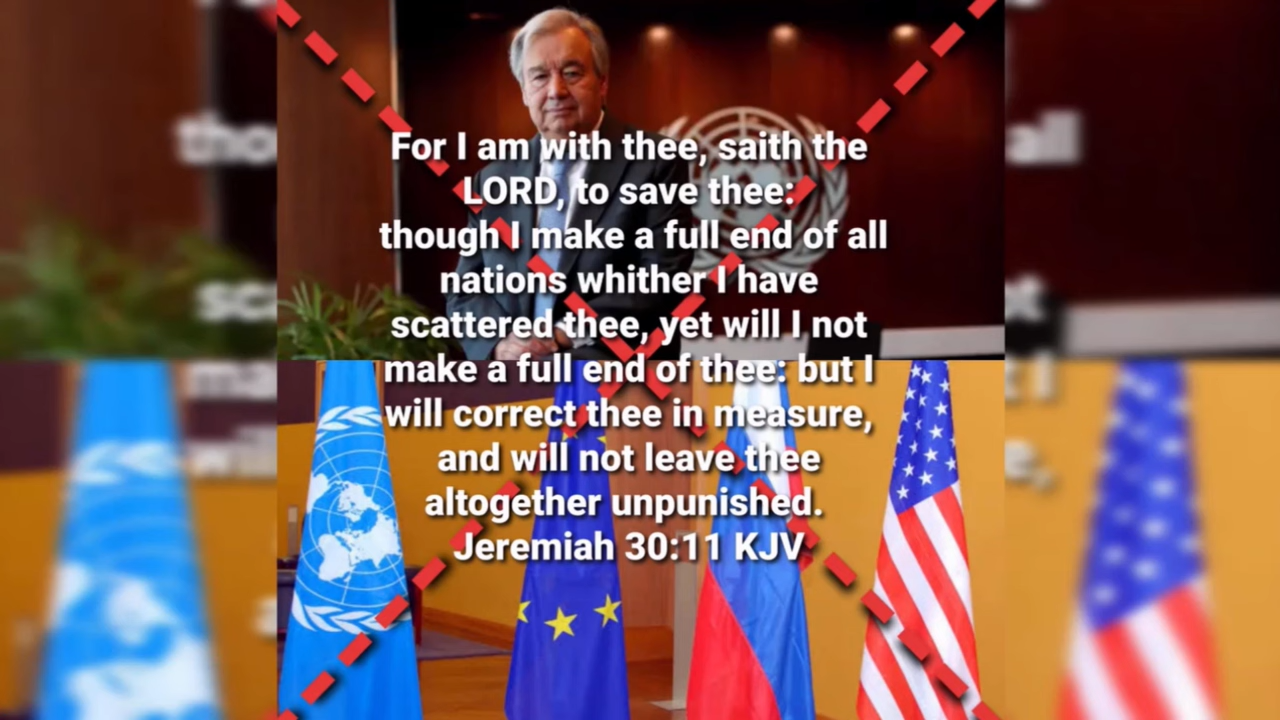 For I am with thee, saith the
LORD, to save thee:
though I make a full end of all
nations whither I have
scattered thee, yet will I not
make a full end of thee: but I
will correct thee in measure,
and will not leave thee
altogether unpunished.
Jeremiah 30:11 KJV